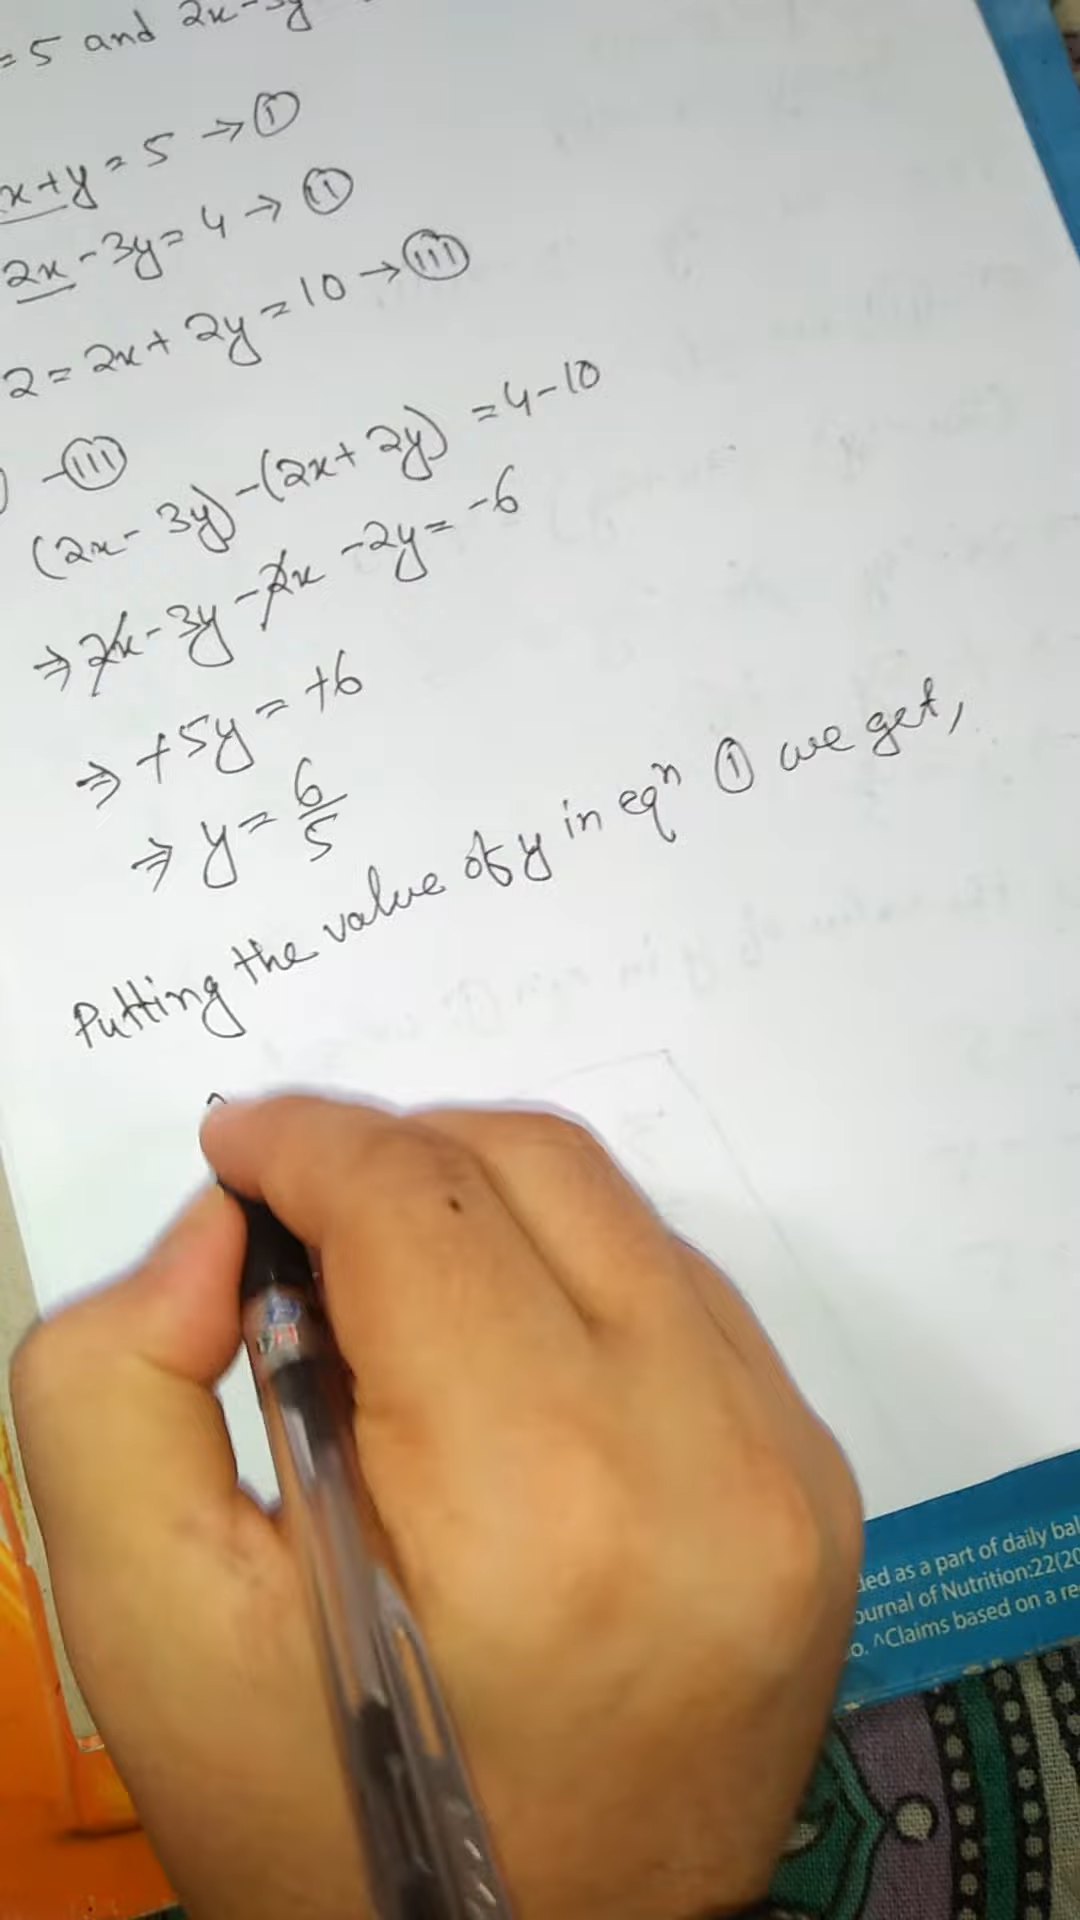 = 5 and 2x-3y
x+y = 5 → (i)
2x - 3y = 4 → (ii)
2 = 2x + 2y = 10 → (iii)
) - (iii)
(2x - 3y) - (2x + 2y) = 4 - 10
⇒ 2x - 3y - 2x - 2y = -6
⇒ +5y = +6
⇒ y = 6/5
Putting the value of y in eqⁿ (i) we get,
ded as a part of daily bal
ournal of Nutrition:22(20
o. ^Claims based on a re